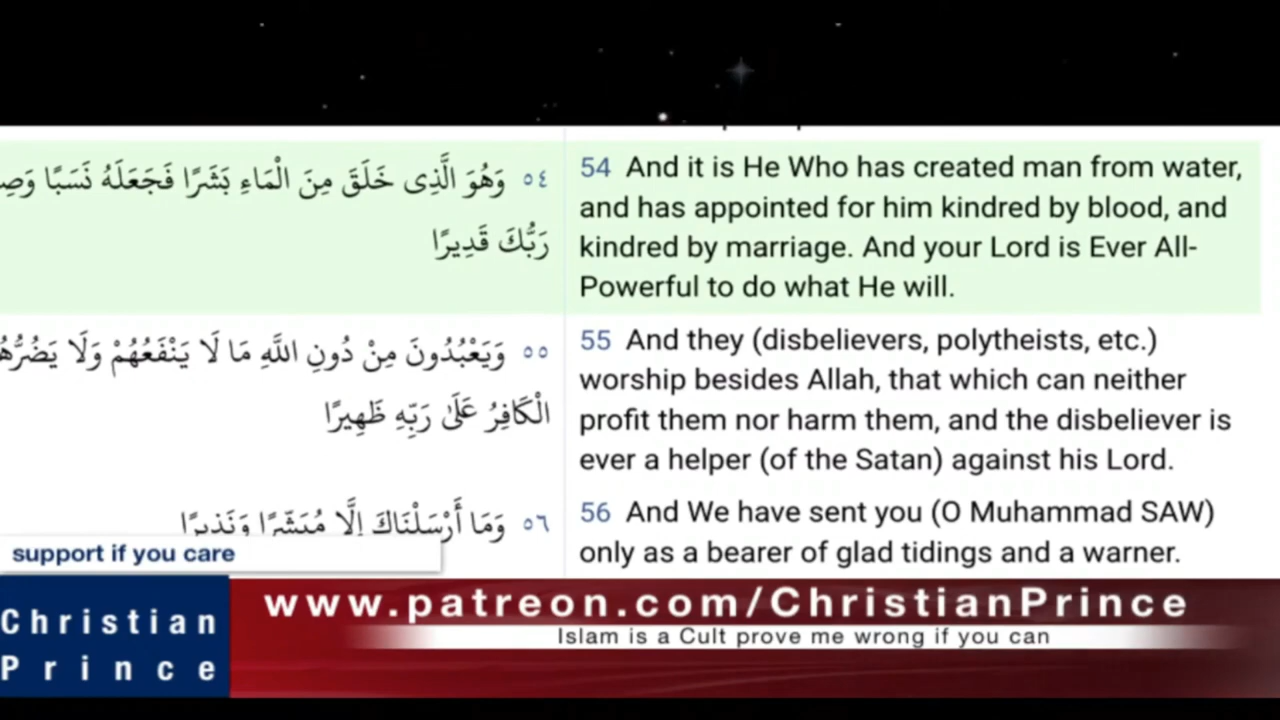 ٥٤ وَهُوَ الَّذِى خَلَقَ مِنَ الْمَاءِ بَشَرًا فَجَعَلَهُ نَسَبًا
رَبُّكَ قَدِيرًا
54 And it is He Who has created man from water,
and has appointed for him kindred by blood, and
kindred by marriage. And your Lord is Ever All-
Powerful to do what He will.
٥٥ وَيَعْبُدُونَ مِنْ دُونِ اللَّهِ مَا لَا يَنْفَعُهُمْ وَلَا
الْكَافِرُ عَلَىٰ رَبِّهِ ظَهِيرًا
55 And they (disbelievers, polytheists, etc.)
worship besides Allah, that which can neither
profit them nor harm them, and the disbeliever is
ever a helper (of the Satan) against his Lord.
٥٦ وَمَا أَرْسَلْنَاكَ إِلَّا مُبَشِّرًا وَنَذِيرًا
56 And We have sent you (O Muhammad SAW)
only as a bearer of glad tidings and a warner.
support if you care
Christian
Prince
www.patreon.com/ChristianPrince
Islam is a Cult prove me wrong if you can